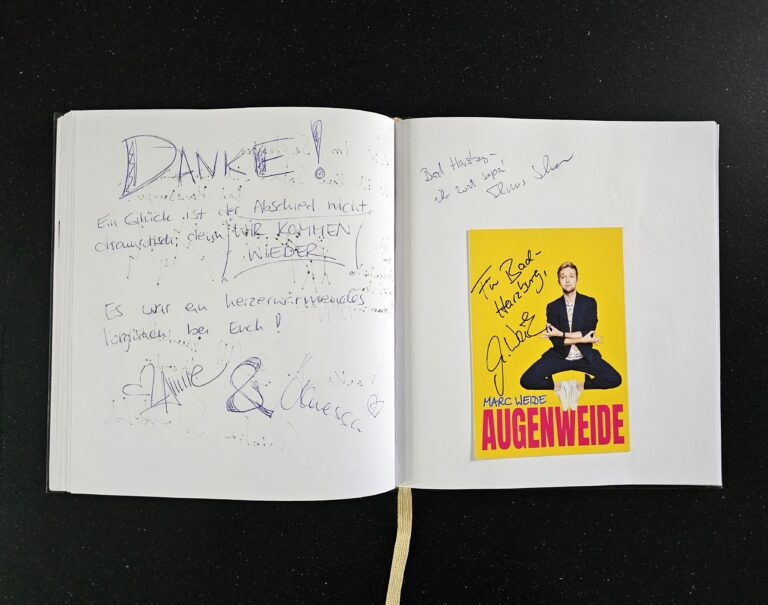 DANKE!
Ein Glück ist der Abschied nicht
dramatisch, denn WIR KOMMEN
WIEDER.
Es war ein herzerwärmendes
Vergnügen bei Euch!
&
Bad Harzburg –
Für Bad-
Harzburg,
MARC WEIDE
AUGENWEIDE